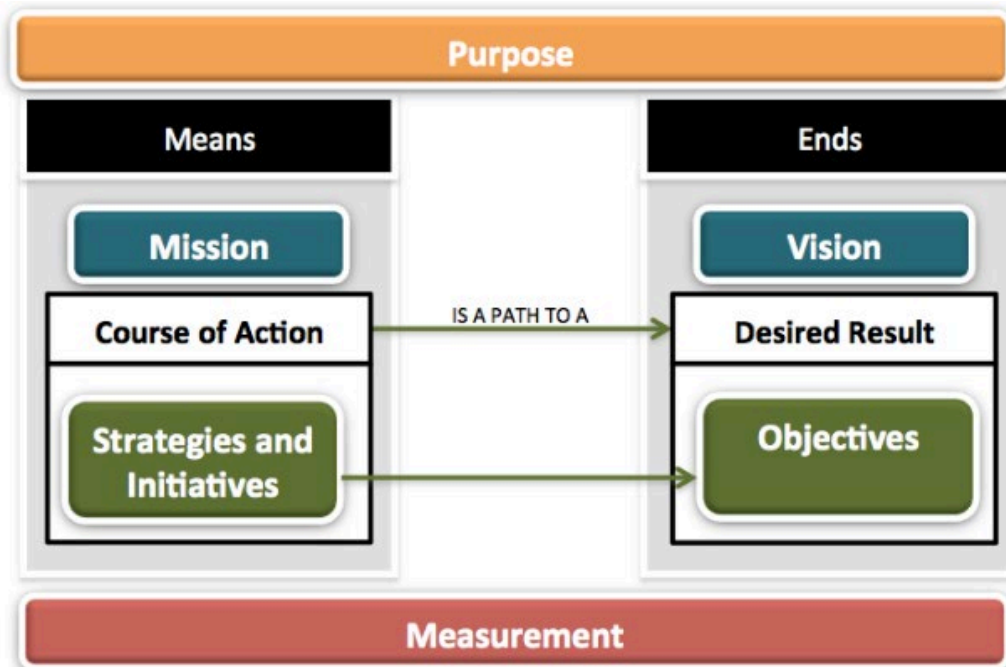 Purpose
Means
Ends
Mission
Vision
Course of Action
IS A PATH TO A
Desired Result
Strategies and
Initiatives
Objectives
Measurement